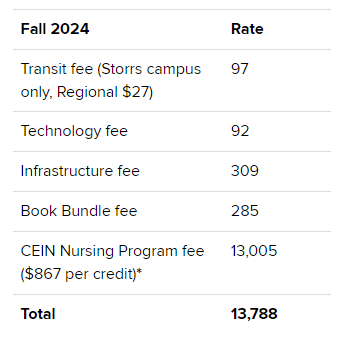 Fall 2024 Rate
Transit fee (Storrs campus 97
only, Regional $27)
Technology fee 92
Infrastructure fee 309
Book Bundle fee 285
CEIN Nursing Program fee 13,005
($867 per credit)*
Total 13,788